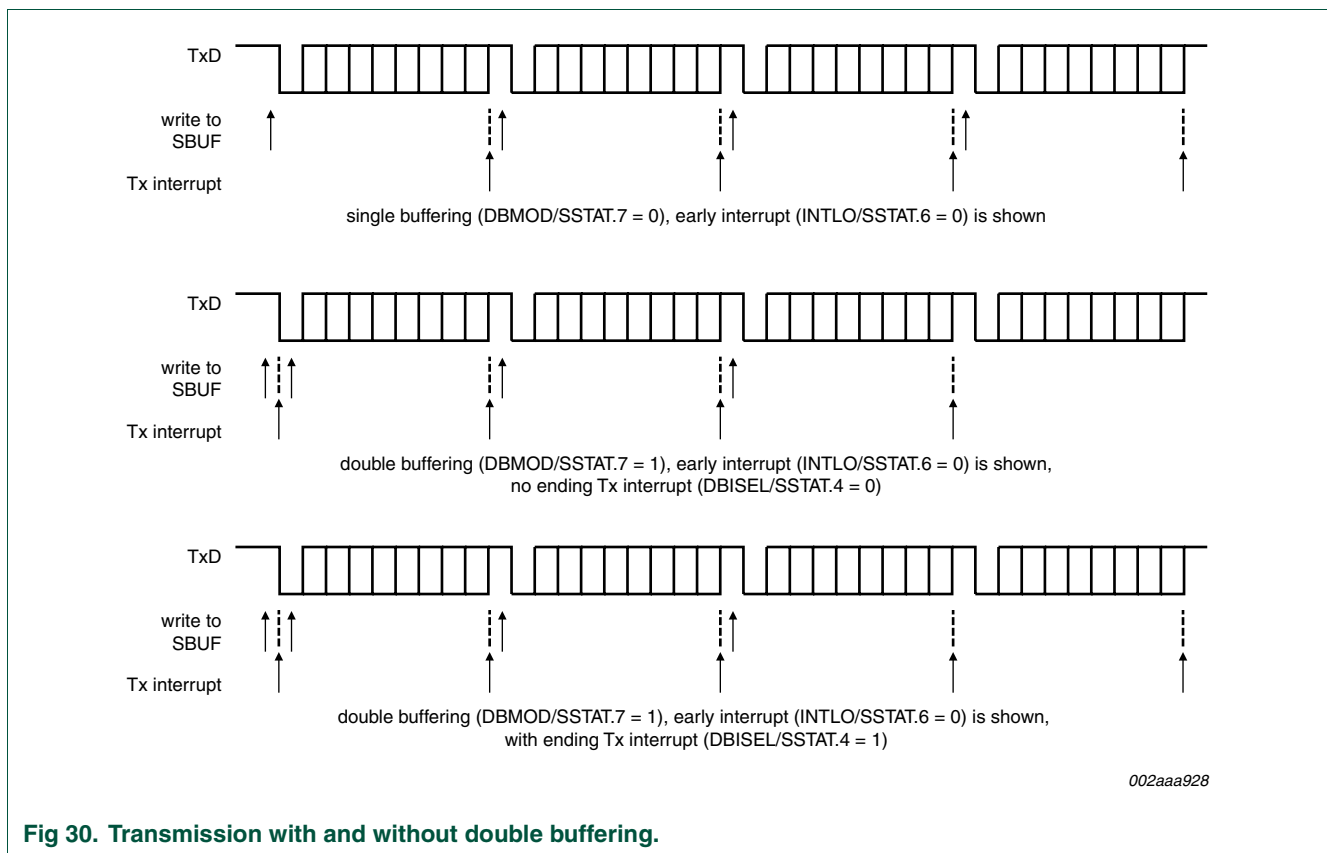 TxD
write to
SBUF
Tx interrupt
single buffering (DBMOD/SSTAT.7 = 0), early interrupt (INTLO/SSTAT.6 = 0) is shown
TxD
write to
SBUF
Tx interrupt
double buffering (DBMOD/SSTAT.7 = 1), early interrupt (INTLO/SSTAT.6 = 0) is shown,
no ending Tx interrupt (DBISEL/SSTAT.4 = 0)
TxD
write to
SBUF
Tx interrupt
double buffering (DBMOD/SSTAT.7 = 1), early interrupt (INTLO/SSTAT.6 = 0) is shown,
with ending Tx interrupt (DBISEL/SSTAT.4 = 1)
002aaa928
Fig 30. Transmission with and without double buffering.